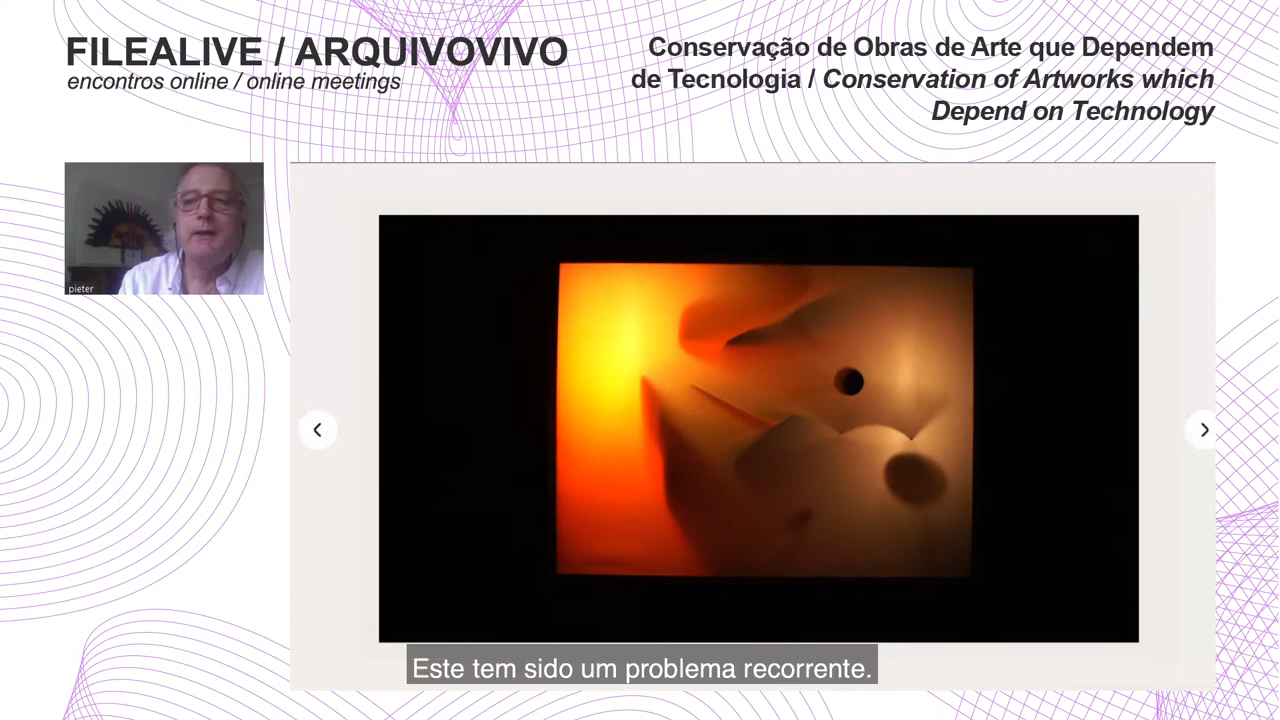 FILEALIVE / ARQUIVOVIVO
encontros online / online meetings
Conservação de Obras de Arte que Dependem
de Tecnologia / Conservation of Artworks which
Depend on Technology
pieter
Este tem sido um problema recorrente.